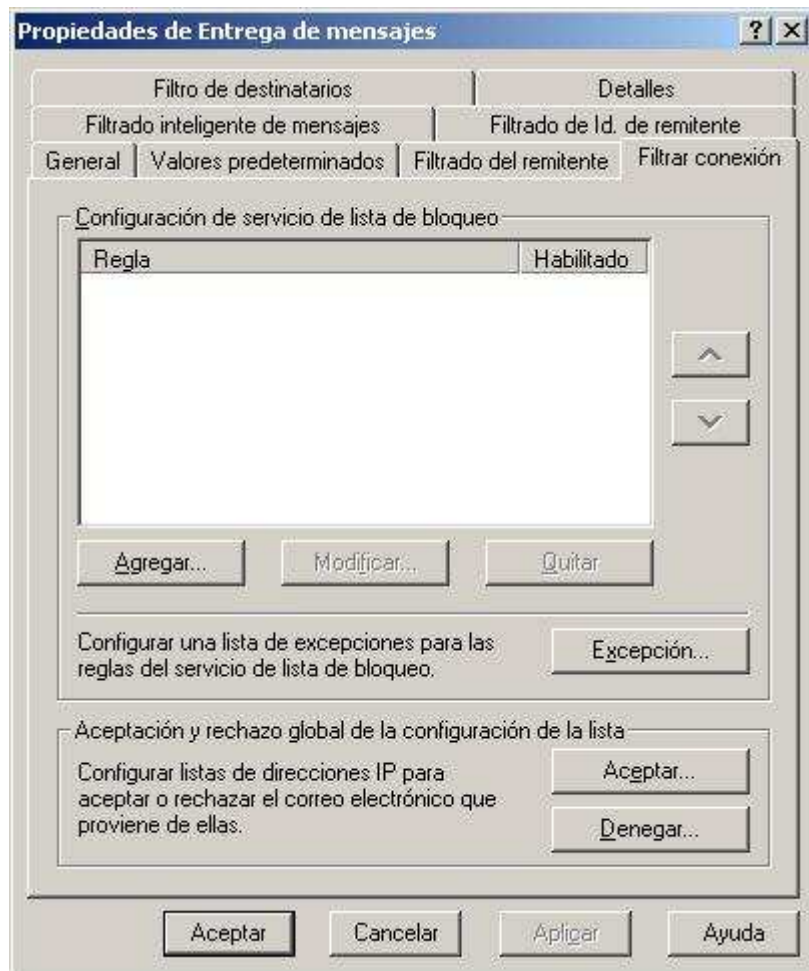 Propiedades de Entrega de mensajes
Filtro de destinatarios Detalles
Filtrado inteligente de mensajes Filtrado de Id. de remitente
General Valores predeterminados Filtrado del remitente Filtrar conexión
Configuración de servicio de lista de bloqueo
Regla Habilitado
Agregar... Modificar... Quitar
Configurar una lista de excepciones para las
reglas del servicio de lista de bloqueo.
Excepción...
Aceptación y rechazo global de la configuración de la lista
Configurar listas de direcciones IP para
aceptar o rechazar el correo electrónico que
proviene de ellas.
Aceptar...
Denegar...
Aceptar Cancelar Aplicar Ayuda